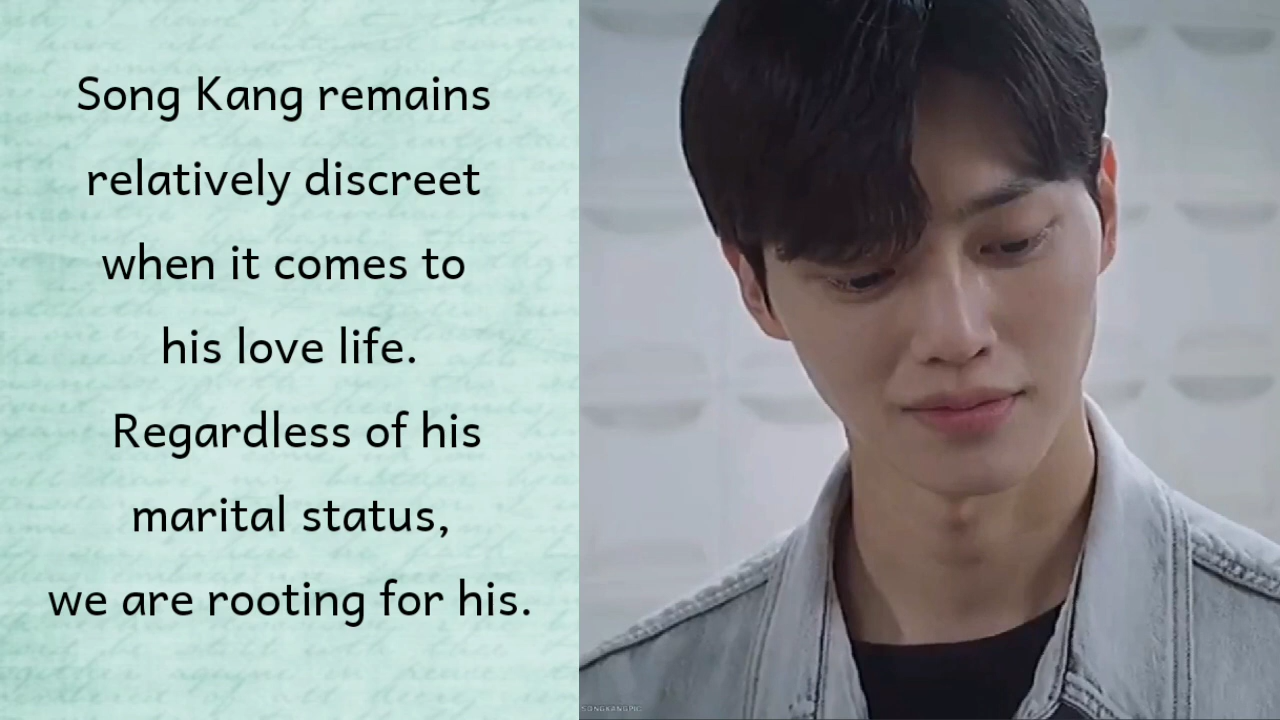 Song Kang remains
relatively discreet
when it comes to
his love life.
Regardless of his
marital status,
we are rooting for his.
SONGKANGPIC